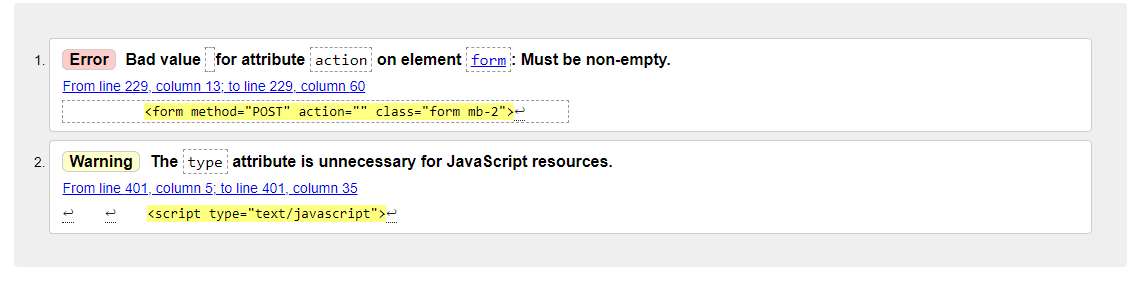 1. Error Bad value for attribute action on element form: Must be non-empty.
From line 229, column 13; to line 229, column 60
<form method="POST" action="" class="form mb-2">↩
2. Warning The type attribute is unnecessary for JavaScript resources.
From line 401, column 5; to line 401, column 35
↩ ↩ <script type="text/javascript">↩